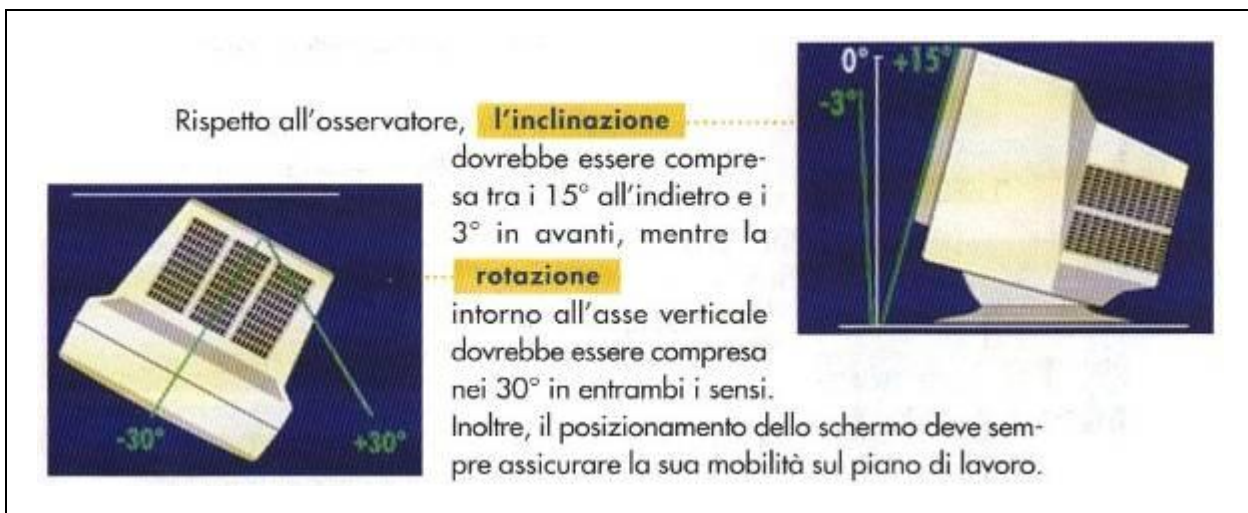 0° +15°
-3°
Rispetto all'osservatore, l'inclinazione
dovrebbe essere compre-
sa tra i 15° all'indietro e i
3° in avanti, mentre la
rotazione
intorno all'asse verticale
dovrebbe essere compresa
nei 30° in entrambi i sensi.
Inoltre, il posizionamento dello schermo deve sem-
pre assicurare la sua mobilità sul piano di lavoro.
-30° +30°